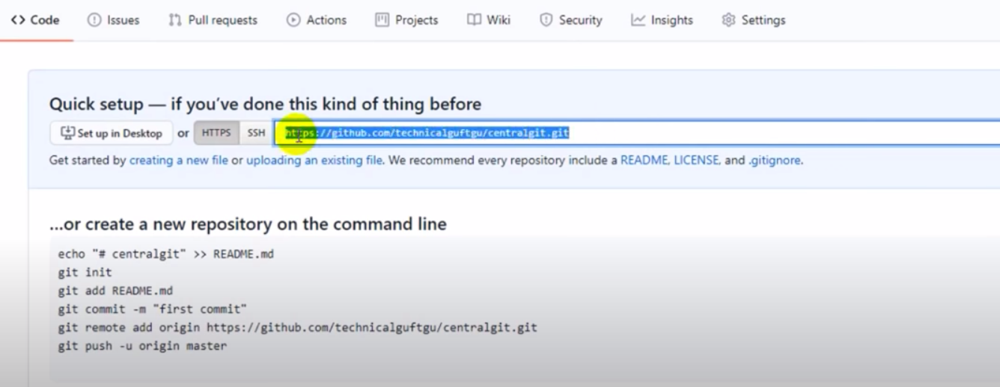 <> Code Issues Pull requests Actions Projects Wiki Security Insights Settings
Quick setup — if you've done this kind of thing before
Set up in Desktop or HTTPS SSH https://github.com/technicalguftgu/centralgit.git
Get started by creating a new file or uploading an existing file. We recommend every repository include a README, LICENSE, and .gitignore.
...or create a new repository on the command line
echo "# centralgit" >> README.md
git init
git add README.md
git commit -m "first commit"
git remote add origin https://github.com/technicalguftgu/centralgit.git
git push -u origin master